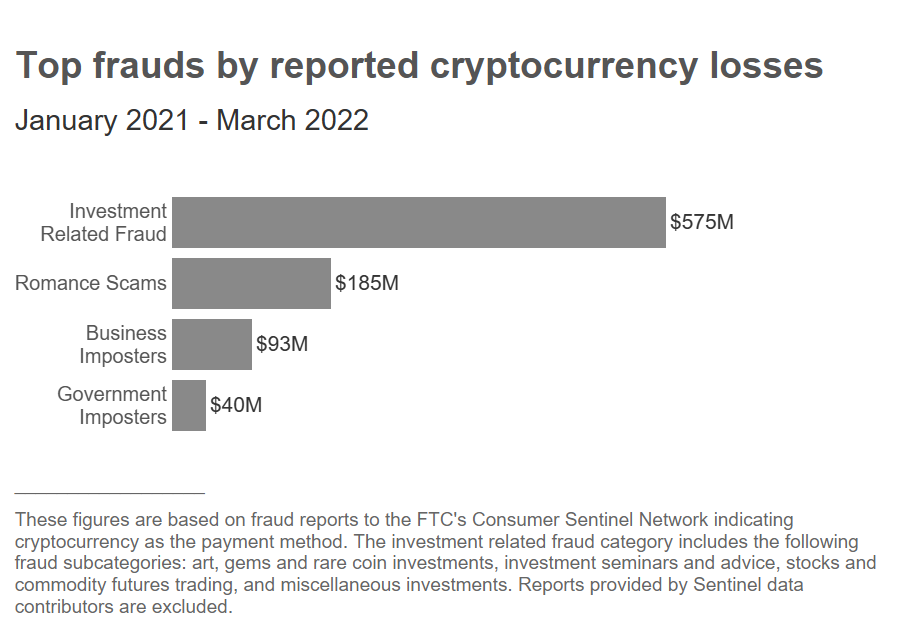 Top frauds by reported cryptocurrency losses
January 2021 - March 2022
Investment
Related Fraud
$575M
Romance Scams
$185M
Business
Imposters
$93M
Government
Imposters
$40M
These figures are based on fraud reports to the FTC's Consumer Sentinel Network indicating
cryptocurrency as the payment method. The investment related fraud category includes the following
fraud subcategories: art, gems and rare coin investments, investment seminars and advice, stocks and
commodity futures trading, and miscellaneous investments. Reports provided by Sentinel data
contributors are excluded.